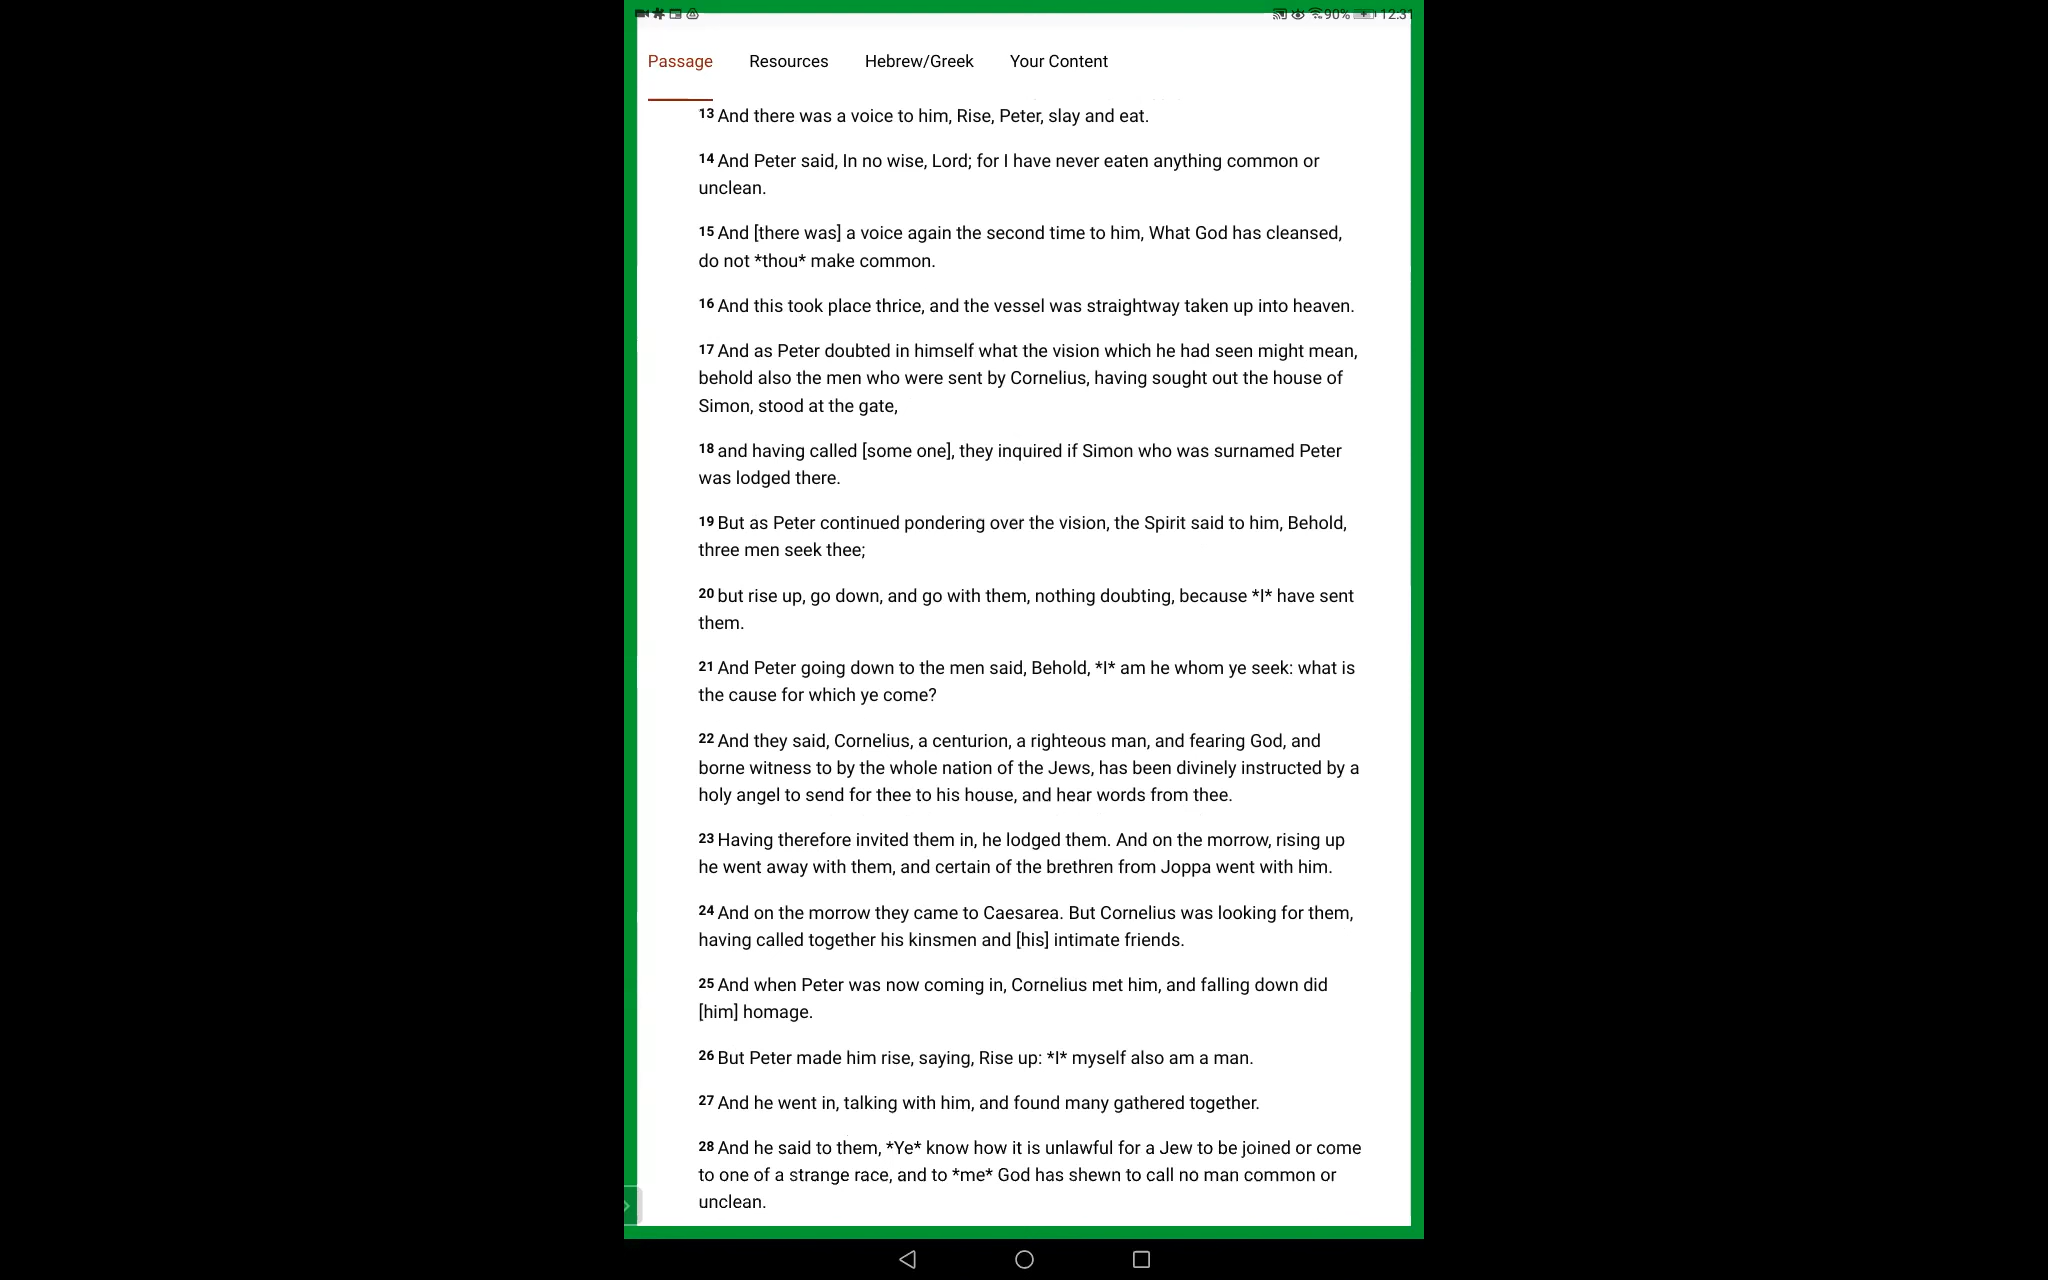 90% 12:31
Passage Resources Hebrew/Greek Your Content
13 And there was a voice to him, Rise, Peter, slay and eat.
14 And Peter said, In no wise, Lord; for I have never eaten anything common or
unclean.
15 And [there was] a voice again the second time to him, What God has cleansed,
do not *thou* make common.
16 And this took place thrice, and the vessel was straightway taken up into heaven.
17 And as Peter doubted in himself what the vision which he had seen might mean,
behold also the men who were sent by Cornelius, having sought out the house of
Simon, stood at the gate,
18 and having called [some one], they inquired if Simon who was surnamed Peter
was lodged there.
19 But as Peter continued pondering over the vision, the Spirit said to him, Behold,
three men seek thee;
20 but rise up, go down, and go with them, nothing doubting, because *I* have sent
them.
21 And Peter going down to the men said, Behold, *I* am he whom ye seek: what is
the cause for which ye come?
22 And they said, Cornelius, a centurion, a righteous man, and fearing God, and
borne witness to by the whole nation of the Jews, has been divinely instructed by a
holy angel to send for thee to his house, and hear words from thee.
23 Having therefore invited them in, he lodged them. And on the morrow, rising up
he went away with them, and certain of the brethren from Joppa went with him.
24 And on the morrow they came to Caesarea. But Cornelius was looking for them,
having called together his kinsmen and [his] intimate friends.
25 And when Peter was now coming in, Cornelius met him, and falling down did
[him] homage.
26 But Peter made him rise, saying, Rise up: *I* myself also am a man.
27 And he went in, talking with him, and found many gathered together.
28 And he said to them, *Ye* know how it is unlawful for a Jew to be joined or come
to one of a strange race, and to *me* God has shewn to call no man common or
unclean.